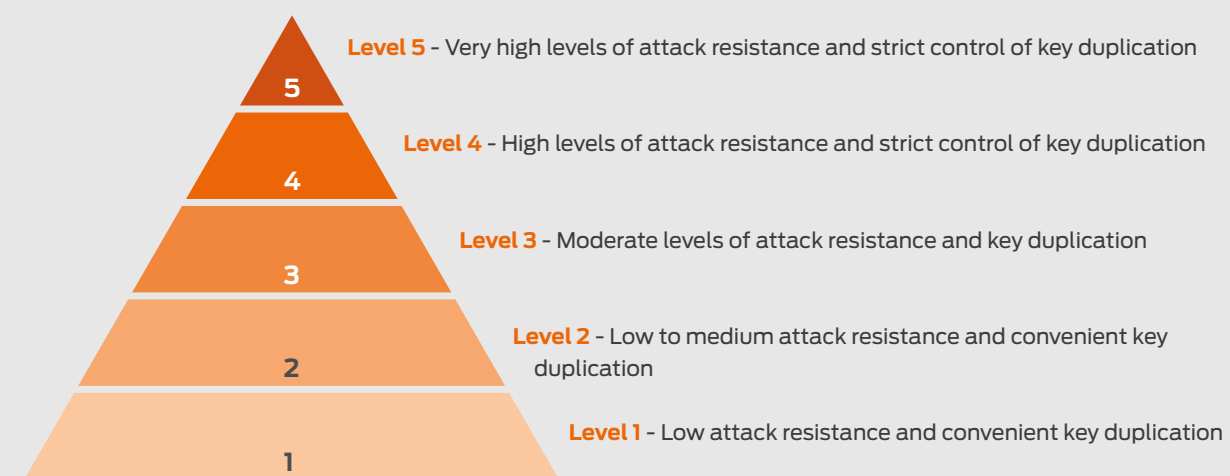 5
Level 5 - Very high levels of attack resistance and strict control of key duplication
4
Level 4 - High levels of attack resistance and strict control of key duplication
3
Level 3 - Moderate levels of attack resistance and key duplication
2
Level 2 - Low to medium attack resistance and convenient key
duplication
1
Level 1 - Low attack resistance and convenient key duplication